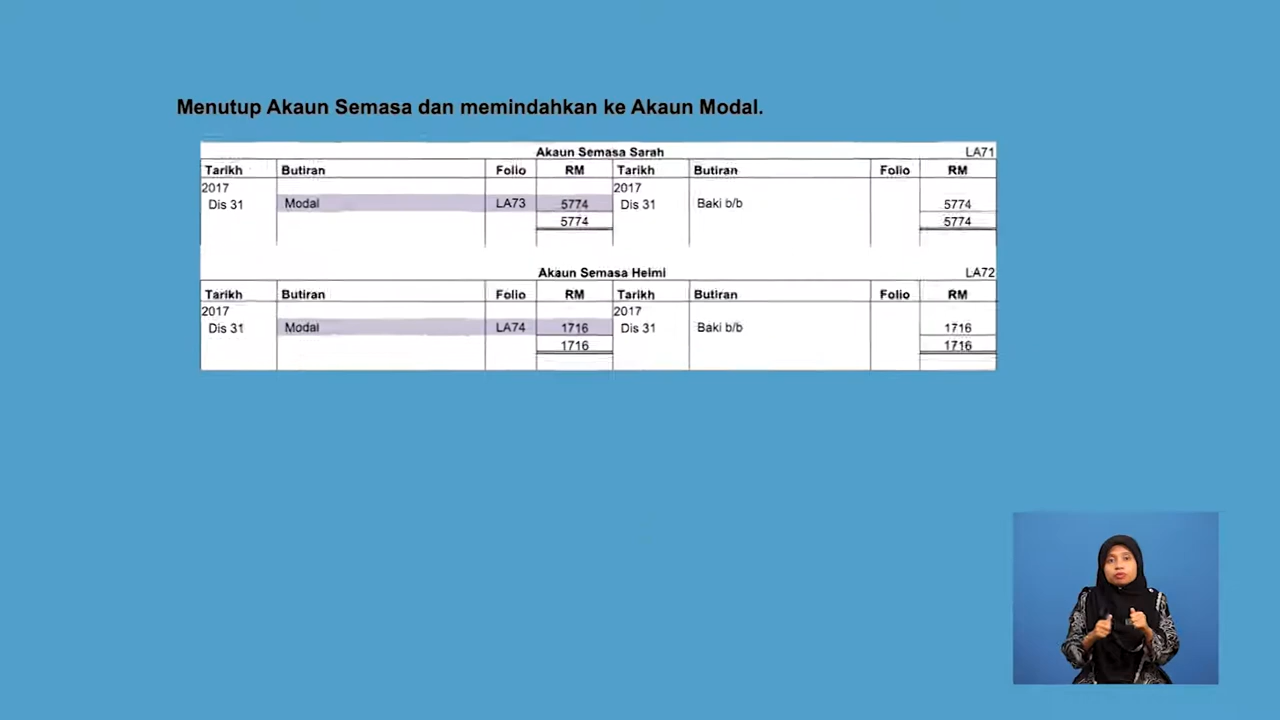 Menutup Akaun Semasa dan memindahkan ke Akaun Modal.
Akaun Semasa Sarah LA71
Tarikh Butiran Folio RM Tarikh Butiran Folio RM
2017 2017
Dis 31 Modal LA73 5774 Dis 31 Baki b/b 5774
5774 5774
Akaun Semasa Helmi LA72
Tarikh Butiran Folio RM Tarikh Butiran Folio RM
2017 2017
Dis 31 Modal LA74 1716 Dis 31 Baki b/b 1716
1716 1716